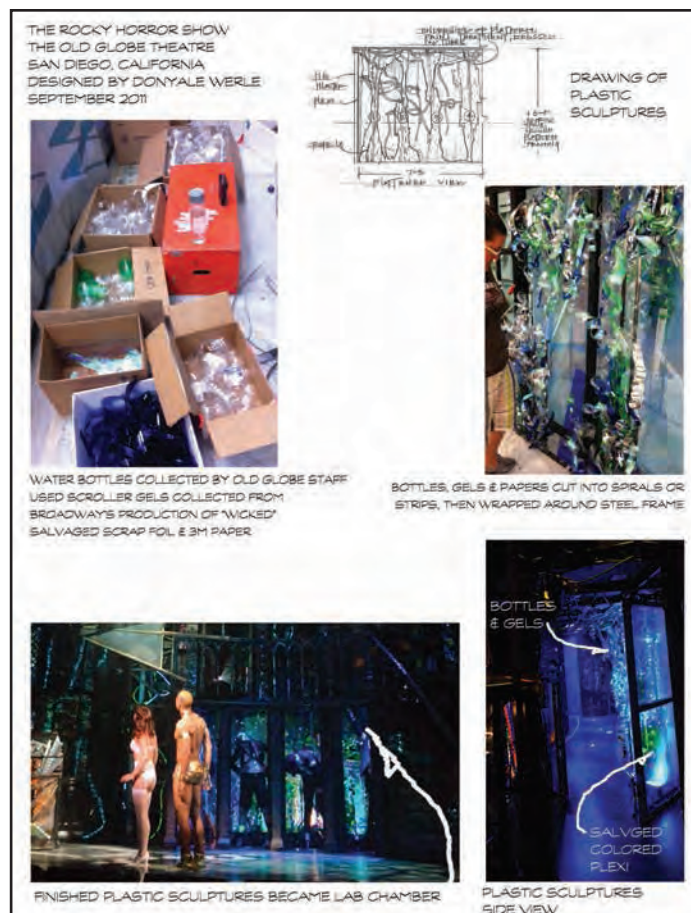 THE ROCKY HORROR SHOW
THE OLD GLOBE THEATRE
SAN DIEGO, CALIFORNIA
DESIGNED BY DONYALE WERLE
SEPTEMBER 2011
DRAWING OF
PLASTIC
SCULPTURES
WATER BOTTLES COLLECTED BY OLD GLOBE STAFF
USED SCROLLER GELS COLLECTED FROM
BROADWAY'S PRODUCTION OF "WICKED"
SALVAGED SCRAP FOIL & 3M PAPER
BOTTLES, GELS & PAPERS CUT INTO SPIRALS OR
STRIPS, THEN WRAPPED AROUND STEEL FRAME
BOTTLES
& GELS
SALVGED
COLORED
PLEXI
FINISHED PLASTIC SCULPTURES BECAME LAB CHAMBER
PLASTIC SCULPTURES
SIDE VIEW